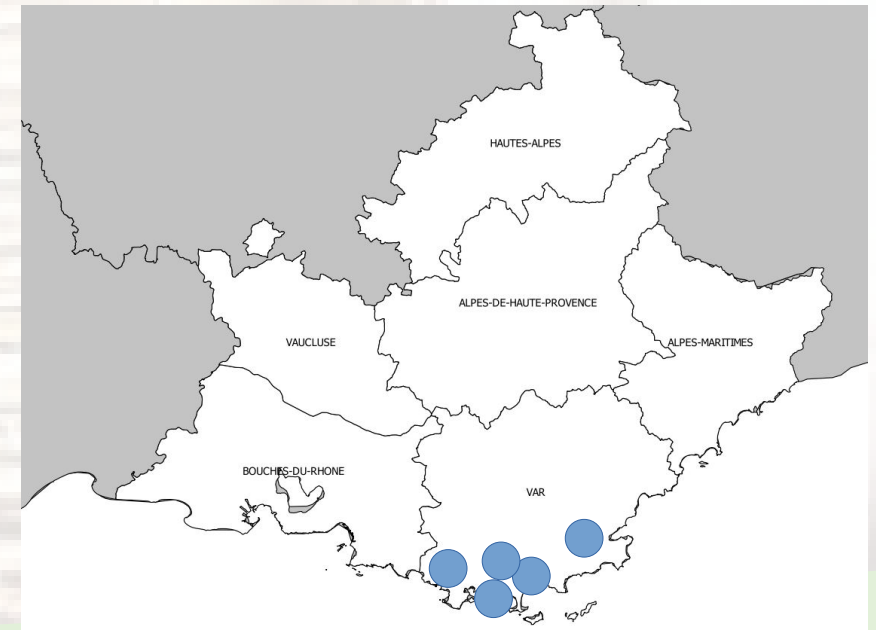 HAUTES-ALPES
ALPES-DE-HAUTE-PROVENCE
VAUCLUSE
ALPES-MARITIMES
BOUCHES-DU-RHONE
VAR